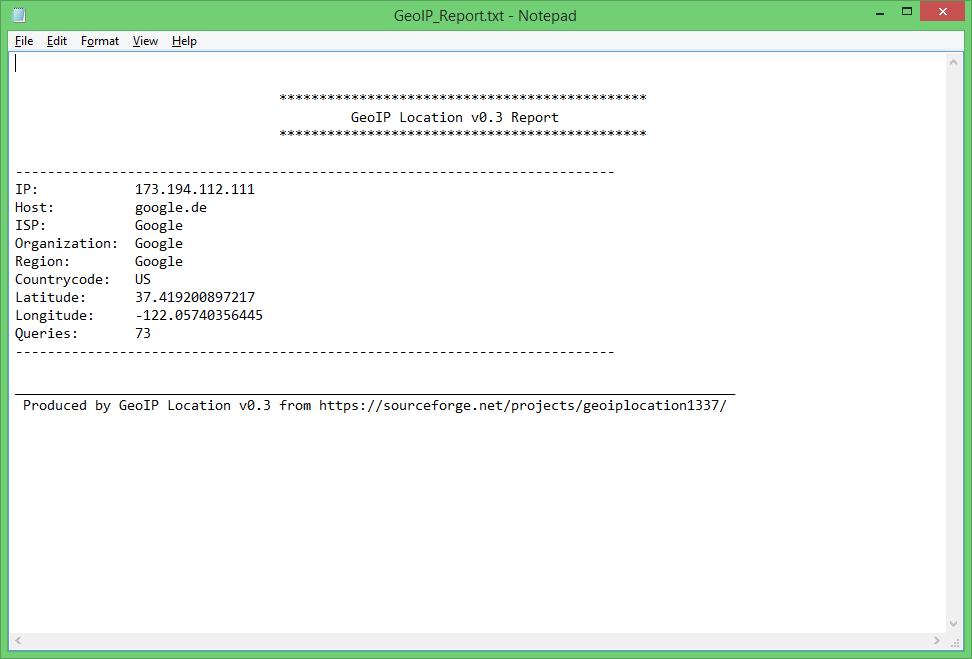 GeoIP_Report.txt - Notepad
File Edit Format View Help
**********************************************
GeoIP Location v0.3 Report
**********************************************
---------------------------------------------------------------------------
IP: 173.194.112.111
Host: google.de
ISP: Google
Organization: Google
Region: Google
Countrycode: US
Latitude: 37.419200897217
Longitude: -122.05740356445
Queries: 73
---------------------------------------------------------------------------
__________________________________________________________________________________________
Produced by GeoIP Location v0.3 from https://sourceforge.net/projects/geoiplocation1337/